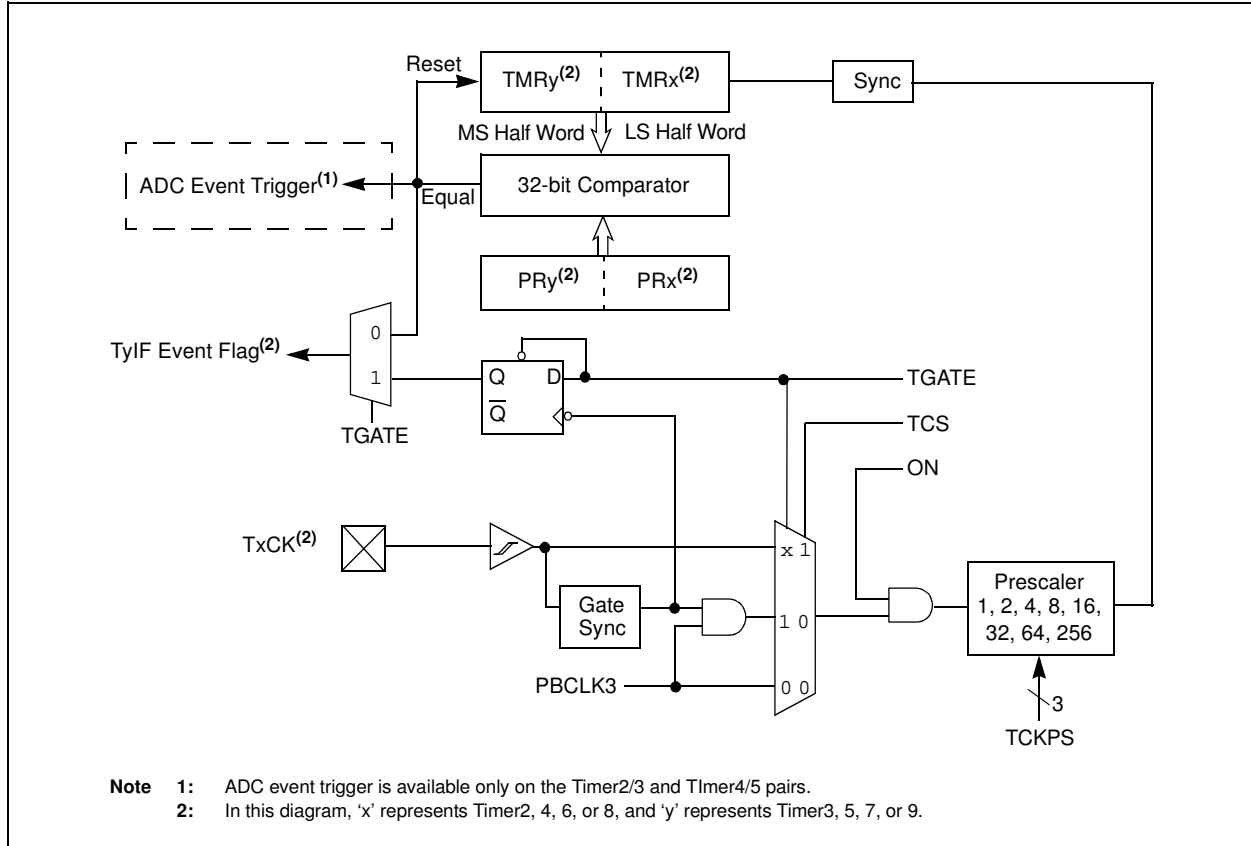 Reset
TMRy(2) TMRx(2)
Sync
MS Half Word LS Half Word
ADC Event Trigger(1)
Equal
32-bit Comparator
PRy(2) PRx(2)
0
TyIF Event Flag(2)
1
TGATE
Q D
Q
TGATE
TCS
ON
TxCK(2)
x 1
Gate
Sync
1 0
Prescaler
1, 2, 4, 8, 16,
32, 64, 256
PBCLK3
0 0
3
TCKPS
Note 1: ADC event trigger is available only on the Timer2/3 and TImer4/5 pairs.
2: In this diagram, ‘x’ represents Timer2, 4, 6, or 8, and ‘y’ represents Timer3, 5, 7, or 9.